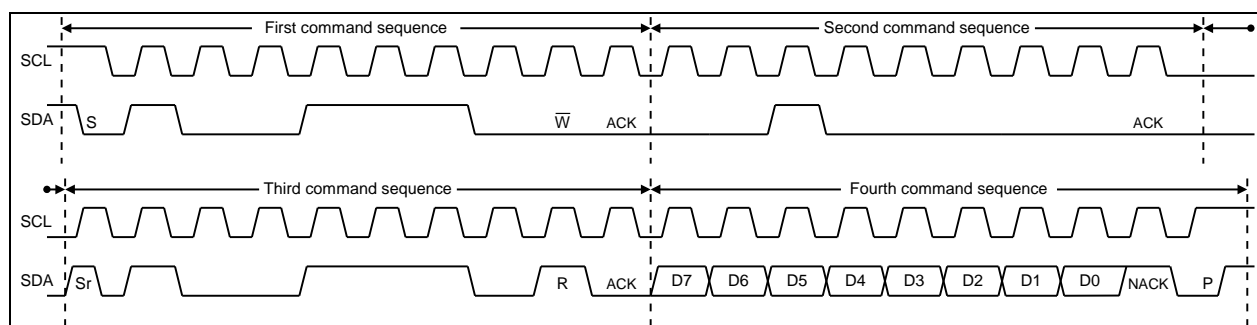 First command sequence Second command sequence
SCL
SDA S W̅ ACK ACK
Third command sequence Fourth command sequence
SCL
SDA Sr R ACK D7 D6 D5 D4 D3 D2 D1 D0 NACK P